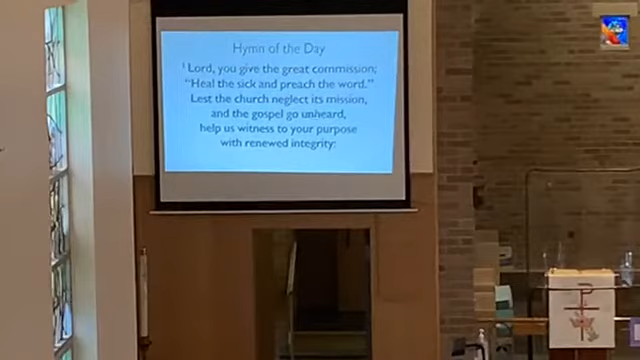 Hymn of the Day
1 Lord, you give the great commission;
"Heal the sick and preach the word."
Lest the church neglect its mission,
and the gospel go unheard,
help us witness to your purpose
with renewed integrity;